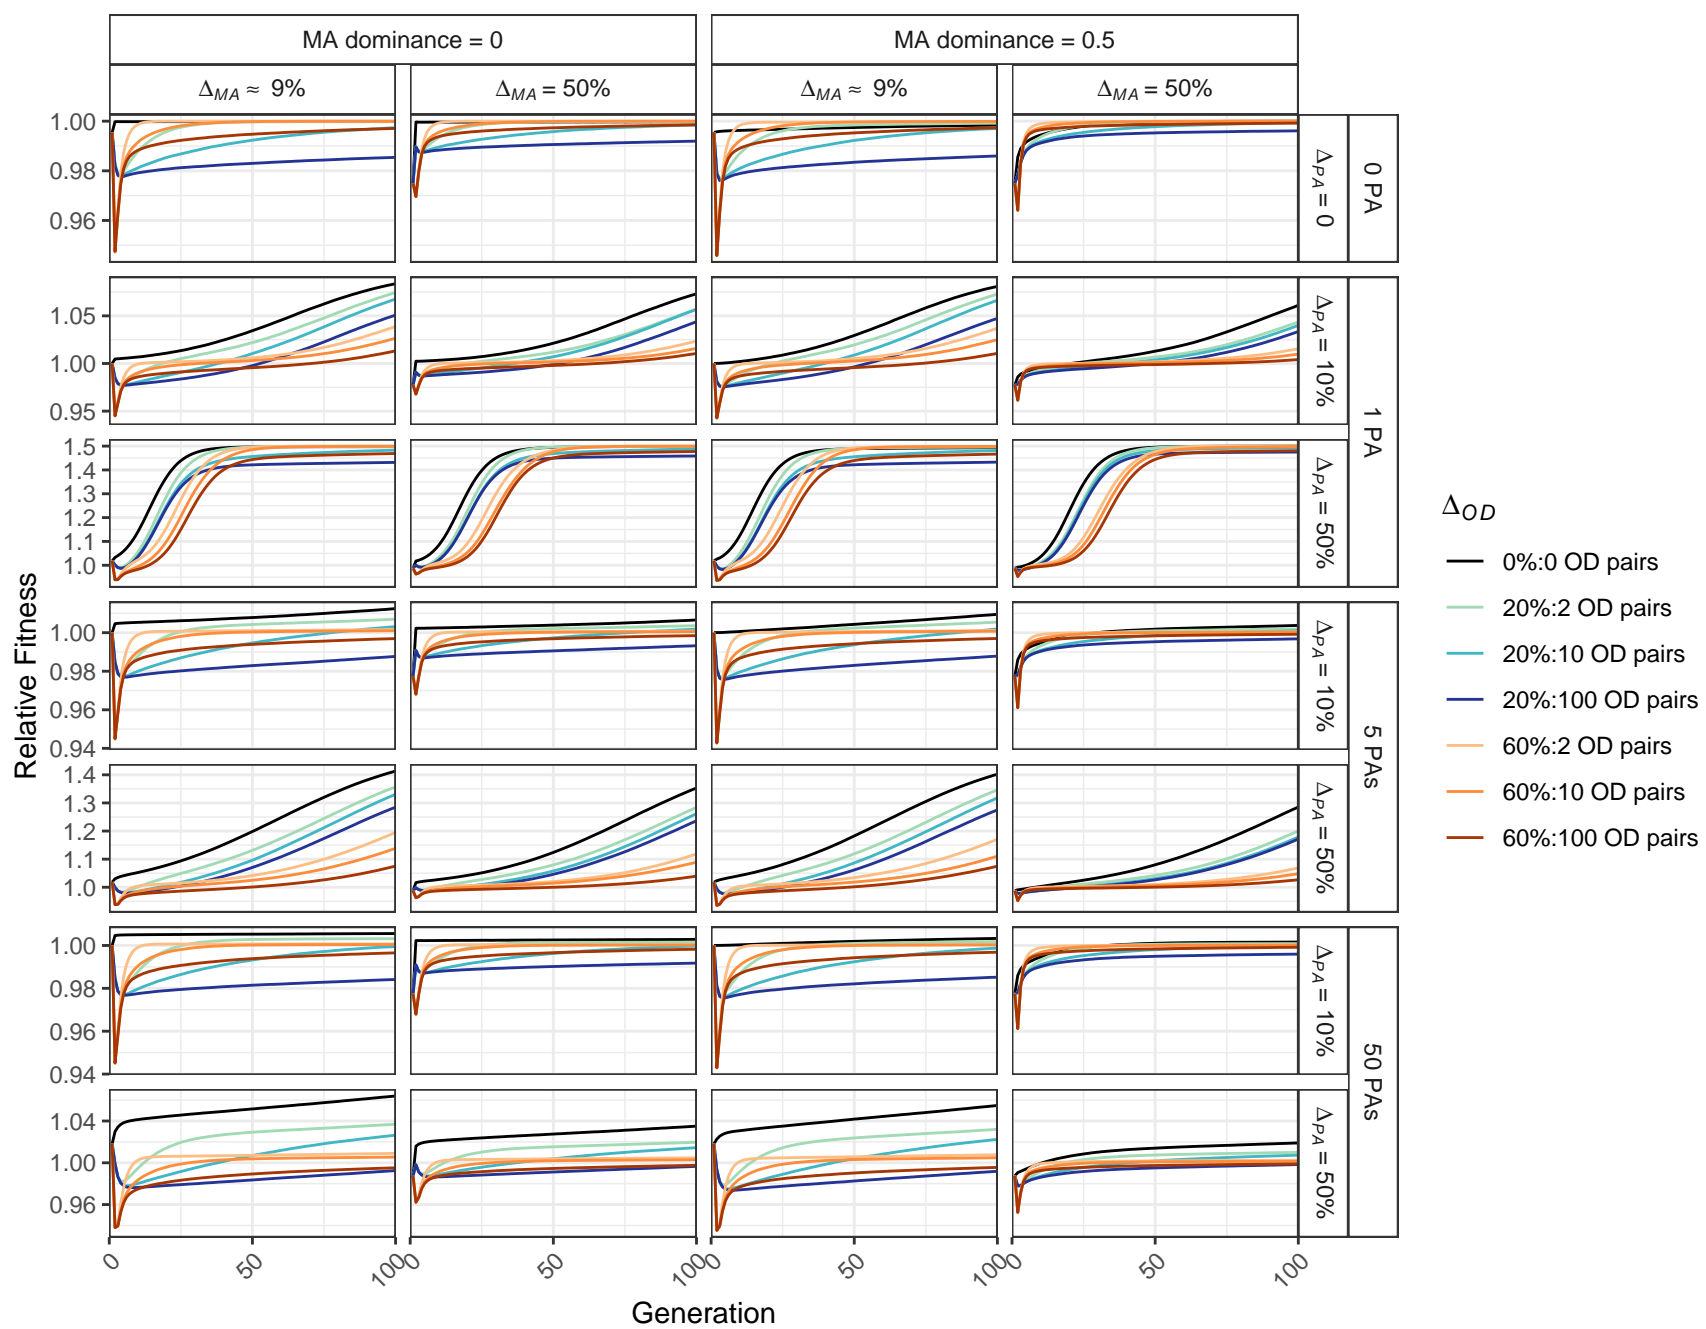 MA dominance = 0
MA dominance = 0.5
Δ_MA ≈ 9%
Δ_MA = 50%
Δ_MA ≈ 9%
Δ_MA = 50%
1.00
0.98
0.96
Δ_PA = 0
0 PA
1.05
1.00
0.95
Δ_PA = 10%
1 PA
1.5
1.4
1.3
1.2
1.1
1.0
Δ_PA = 50%
1.00
0.98
0.96
0.94
Δ_PA = 10%
5 PAs
1.4
1.3
1.2
1.1
1.0
Δ_PA = 50%
1.00
0.98
0.96
0.94
Δ_PA = 10%
50 PAs
1.04
1.00
0.96
Δ_PA = 50%
0
50
100
0
50
100
0
50
100
0
50
100
Generation
Relative Fitness
Δ_OD
0%:0 OD pairs
20%:2 OD pairs
20%:10 OD pairs
20%:100 OD pairs
60%:2 OD pairs
60%:10 OD pairs
60%:100 OD pairs